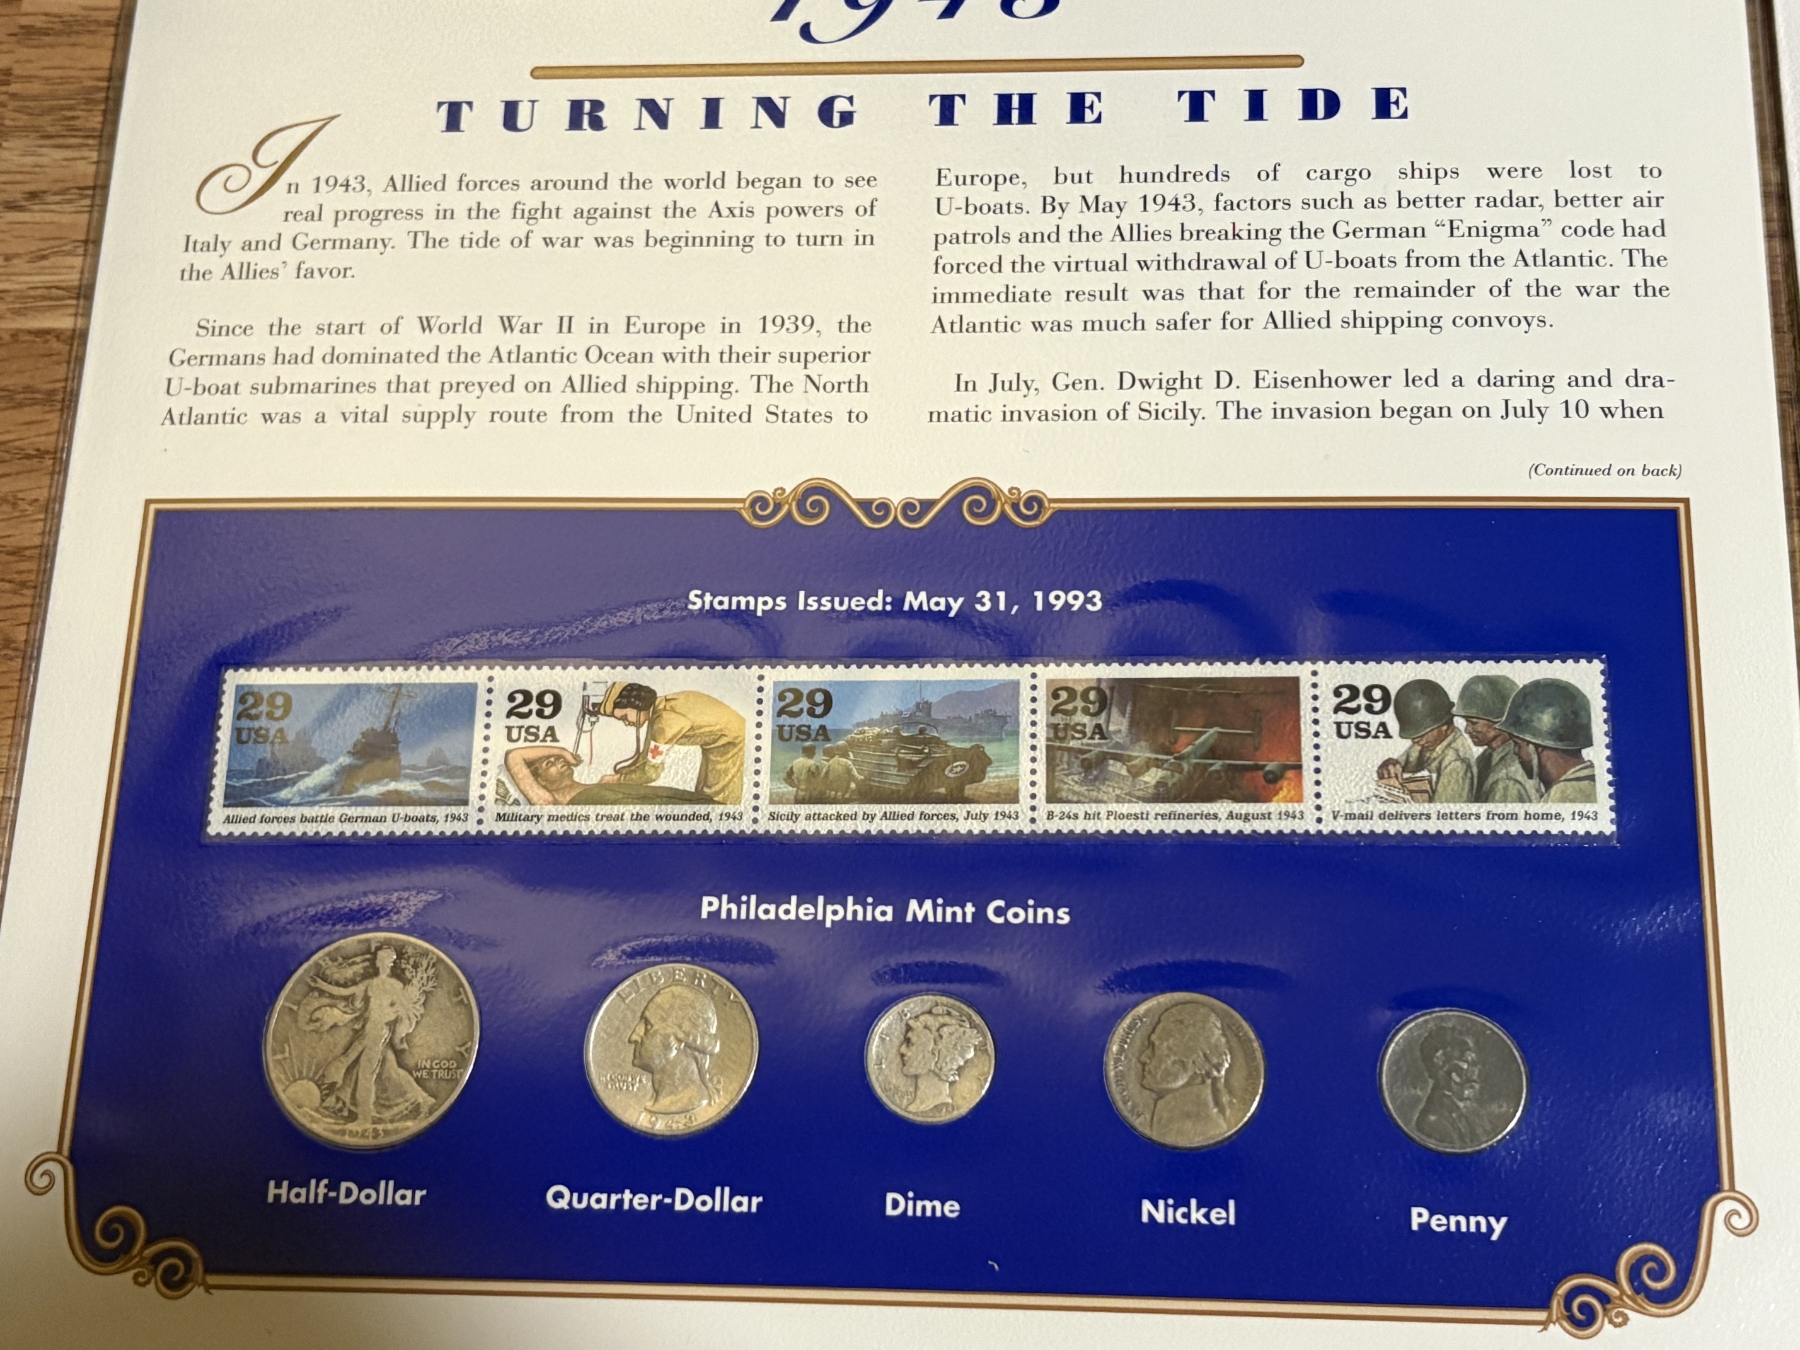 1943
TURNING THE TIDE
In 1943, Allied forces around the world began to see
real progress in the fight against the Axis powers of
Italy and Germany. The tide of war was beginning to turn in
the Allies' favor.
Since the start of World War II in Europe in 1939, the
Germans had dominated the Atlantic Ocean with their superior
U-boat submarines that preyed on Allied shipping. The North
Atlantic was a vital supply route from the United States to
Europe, but hundreds of cargo ships were lost to
U-boats. By May 1943, factors such as better radar, better air
patrols and the Allies breaking the German “Enigma” code had
forced the virtual withdrawal of U-boats from the Atlantic. The
immediate result was that for the remainder of the war the
Atlantic was much safer for Allied shipping convoys.
In July, Gen. Dwight D. Eisenhower led a daring and dra-
matic invasion of Sicily. The invasion began on July 10 when
(Continued on back)
Stamps Issued: May 31, 1993
29
USA
Allied forces battle German U-boats, 1943
29
USA
Military medics treat the wounded, 1943
29
USA
Sicily attacked by Allied forces, July 1943
29
USA
B-24s hit Ploesti refineries, August 1943
29
USA
V-mail delivers letters from home, 1943
Philadelphia Mint Coins
LIBERTY
IN GOD
WE TRUST
1943
LIBERTY
IN GOD WE
TRUST
1943
Half-Dollar
Quarter-Dollar
Dime
Nickel
Penny